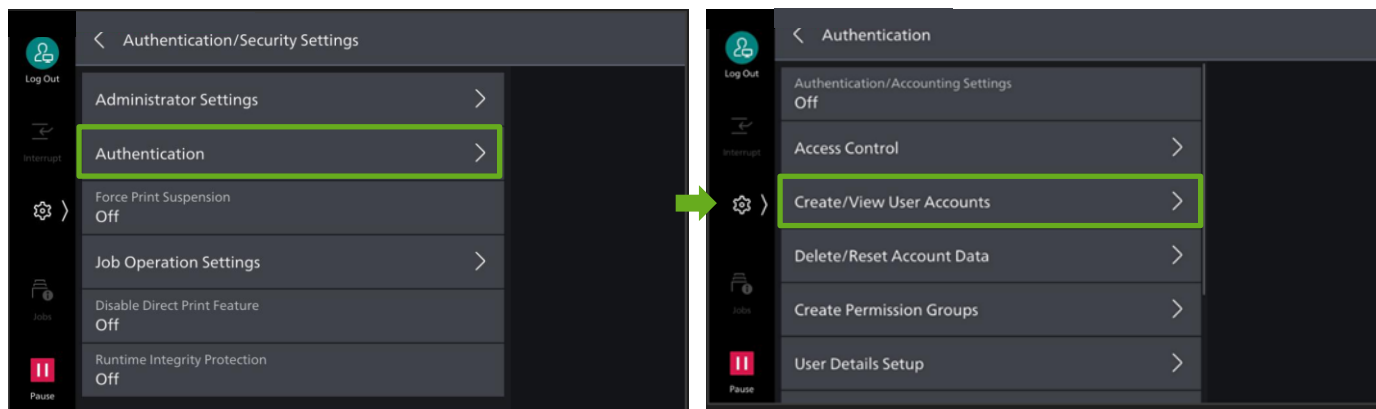 Authentication/Security Settings
Log Out
Administrator Settings
Interrupt
Authentication
Force Print Suspension
Off
Job Operation Settings
Jobs
Disable Direct Print Feature
Off
Runtime Integrity Protection
Off
Pause
Authentication
Log Out
Authentication/Accounting Settings
Off
Interrupt
Access Control
Create/View User Accounts
Delete/Reset Account Data
Jobs
Create Permission Groups
User Details Setup
Pause